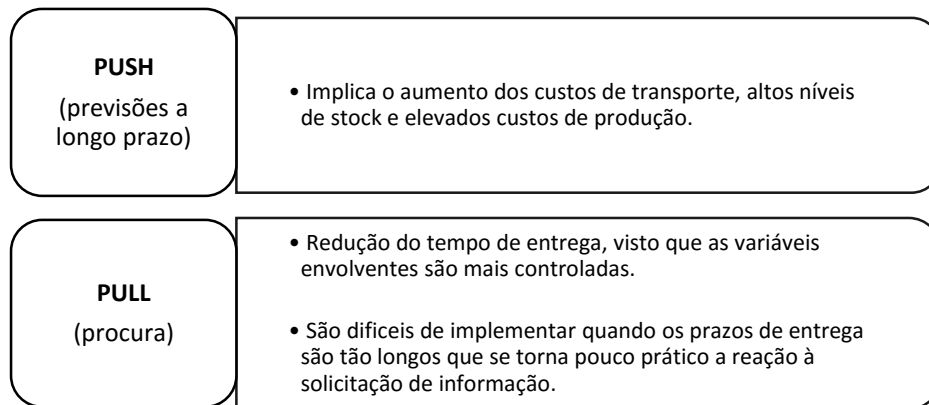 PUSH
(previsões a
longo prazo)
• Implica o aumento dos custos de transporte, altos níveis
de stock e elevados custos de produção.
PULL
(procura)
• Redução do tempo de entrega, visto que as variáveis
envolventes são mais controladas.
• São dificeis de implementar quando os prazos de entrega
são tão longos que se torna pouco prático a reação à
solicitação de informação.